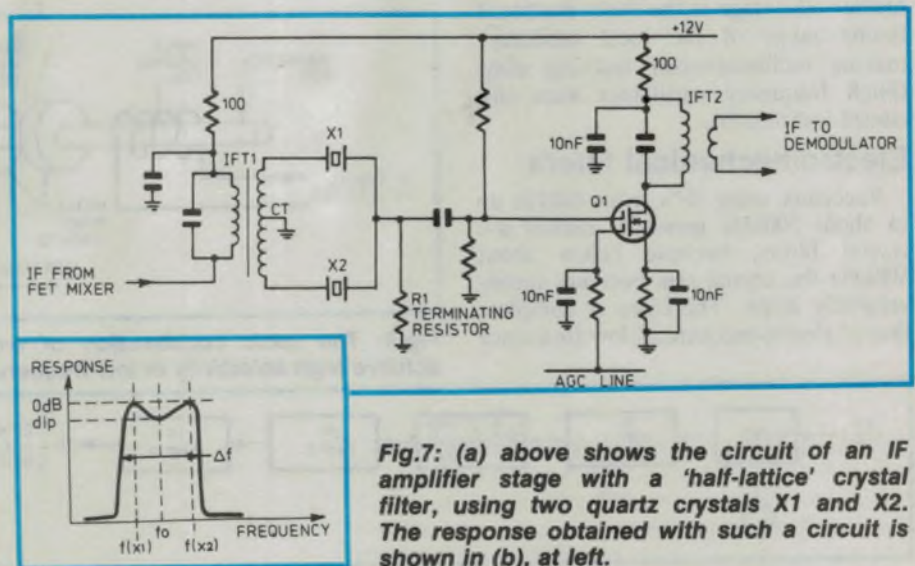 +12V
100
100
IFT1
X1
IFT2
10nF
IF TO
DEMODULATOR
CT
Q1
X2
IF FROM
FET MIXER
R1
TERMINATING
RESISTOR
10nF
10nF
AGC LINE
RESPONSE
0dB
dip
Δf
FREQUENCY
f(X1)
fo
f(X2)
Fig.7: (a) above shows the circuit of an IF
amplifier stage with a 'half-lattice' crystal
filter, using two quartz crystals X1 and X2.
The response obtained with such a circuit is
shown in (b), at left.